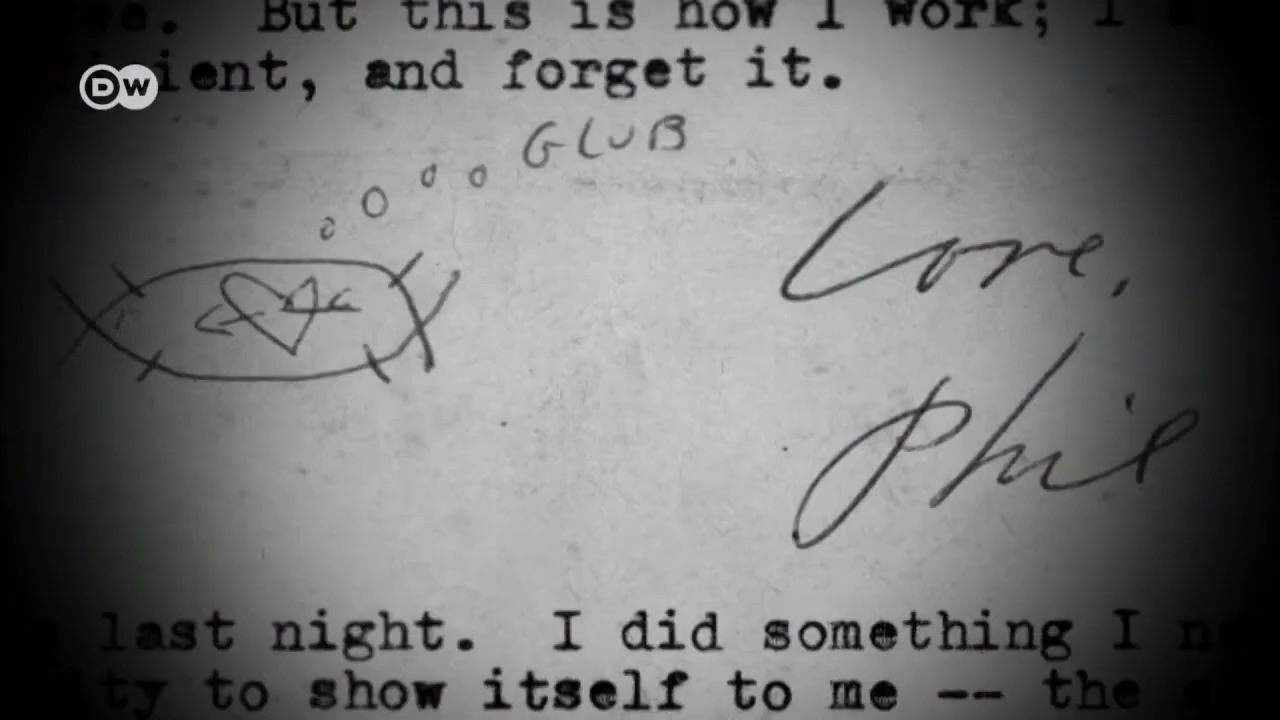 But this is how I work; I
and forget it.
DW
GLUB
Love,
Phil
last night. I did something I
to show itself to me -- the